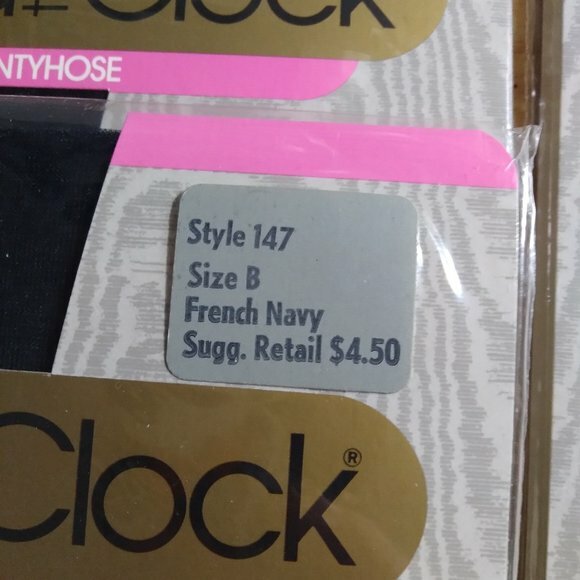 Clock
NTYHOSE
Style 147
Size B
French Navy
Sugg. Retail $4.50
Clock®